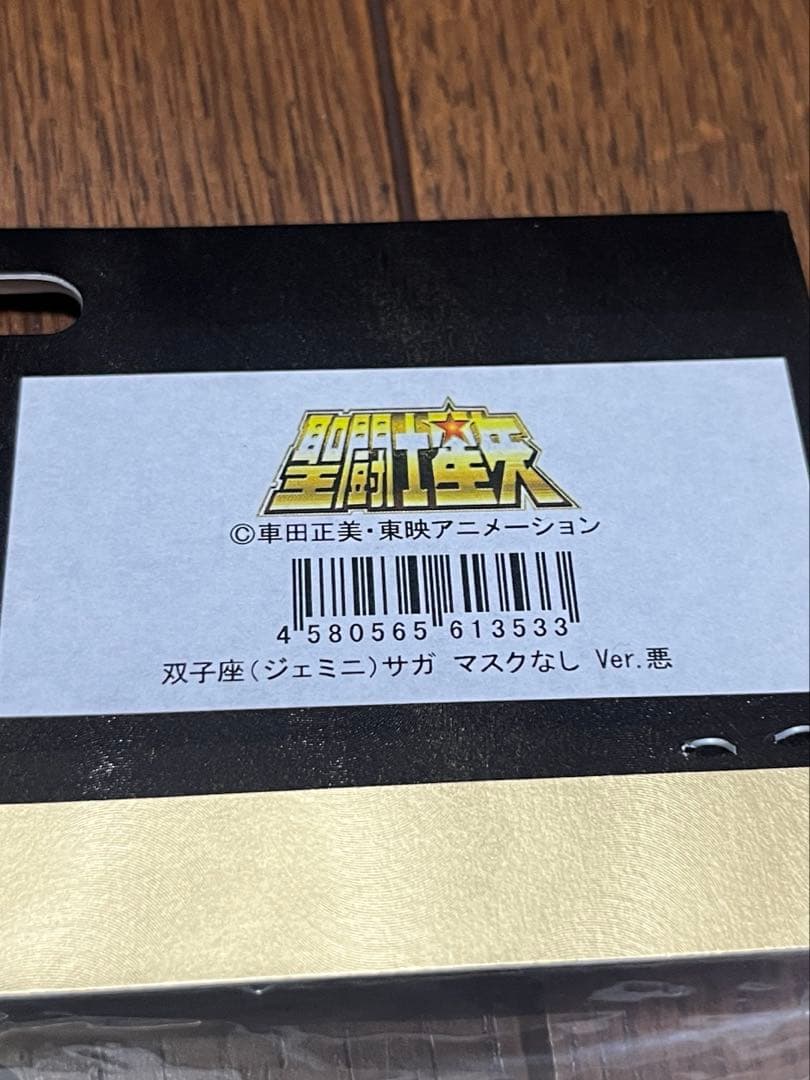 聖闘士星矢
©車田正美・東映アニメーション
4 580565 613533
双子座(ジェミニ)サガ マスクなし Ver.悪